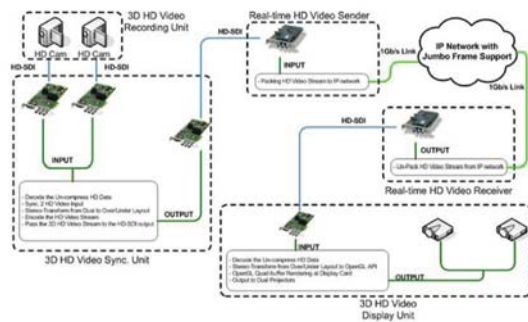 3D HD Video
Recording Unit
HD Cam
HD Cam
HD-SDI
HD-SDI
INPUT
- Decode the Un-compress HD Data
- Sync. 2 HD Video Input
- Stereo-Transform from Dual to Over/Under Layout
- Encode the HD Video Stream
- Pass the 3D HD Video Stream to the HD-SDI output
OUTPUT
3D HD Video Sync. Unit
HD-SDI
Real-time HD Video Sender
INPUT
- Packing HD Video Stream to IP network
1Gb/s Link
IP Network with
Jumbo Frame Support
1Gb/s Link
HD-SDI
OUTPUT
- Un-Pack HD Video Stream from IP network
Real-time HD Video Receiver
INPUT
- Decode the Un-compress HD Data
- Stereo-Transform from Over/Under Layout to OpenGL API
- OpenGL Quad-buffer Rendering at Display Card
- Output to Dual Projectors
OUTPUT
3D HD Video
Display Unit